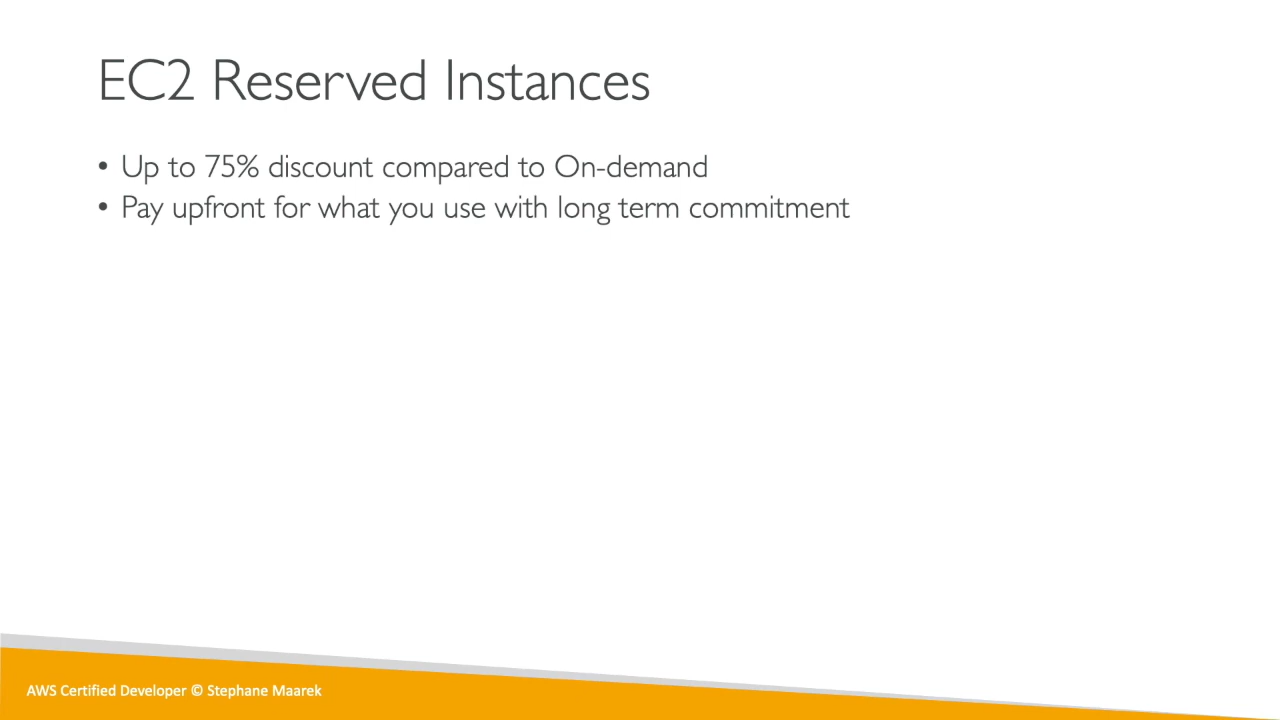 EC2 Reserved Instances
• Up to 75% discount compared to On-demand
• Pay upfront for what you use with long term commitment
AWS Certified Developer © Stephane Maarek